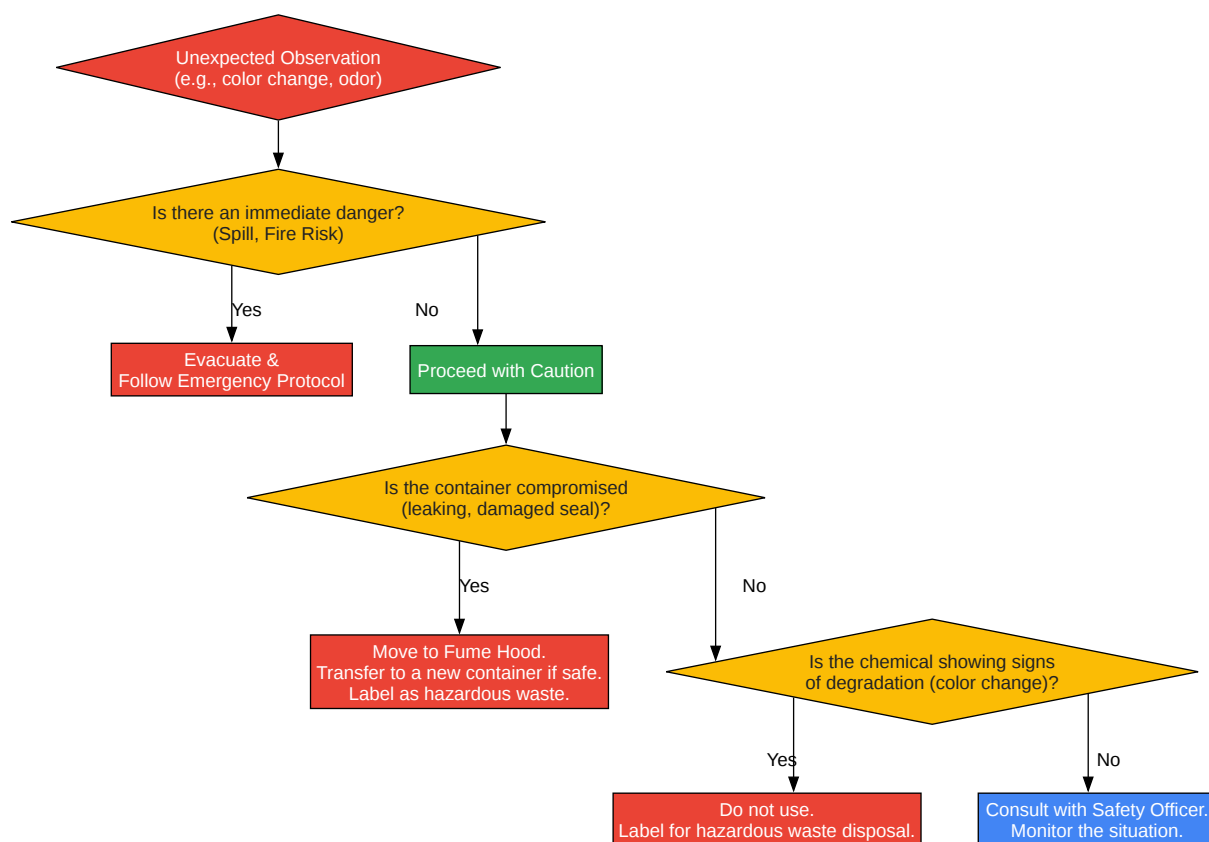 Unexpected Observation
(e.g., color change, odor)
Is there an immediate danger?
(Spill, Fire Risk)
Yes
No
Evacuate &
Follow Emergency Protocol
Proceed with Caution
Is the container compromised
(leaking, damaged seal)?
Yes
No
Move to Fume Hood.
Transfer to a new container if safe.
Label as hazardous waste.
Is the chemical showing signs
of degradation (color change)?
Yes
No
Do not use.
Label for hazardous waste disposal.
Consult with Safety Officer.
Monitor the situation.